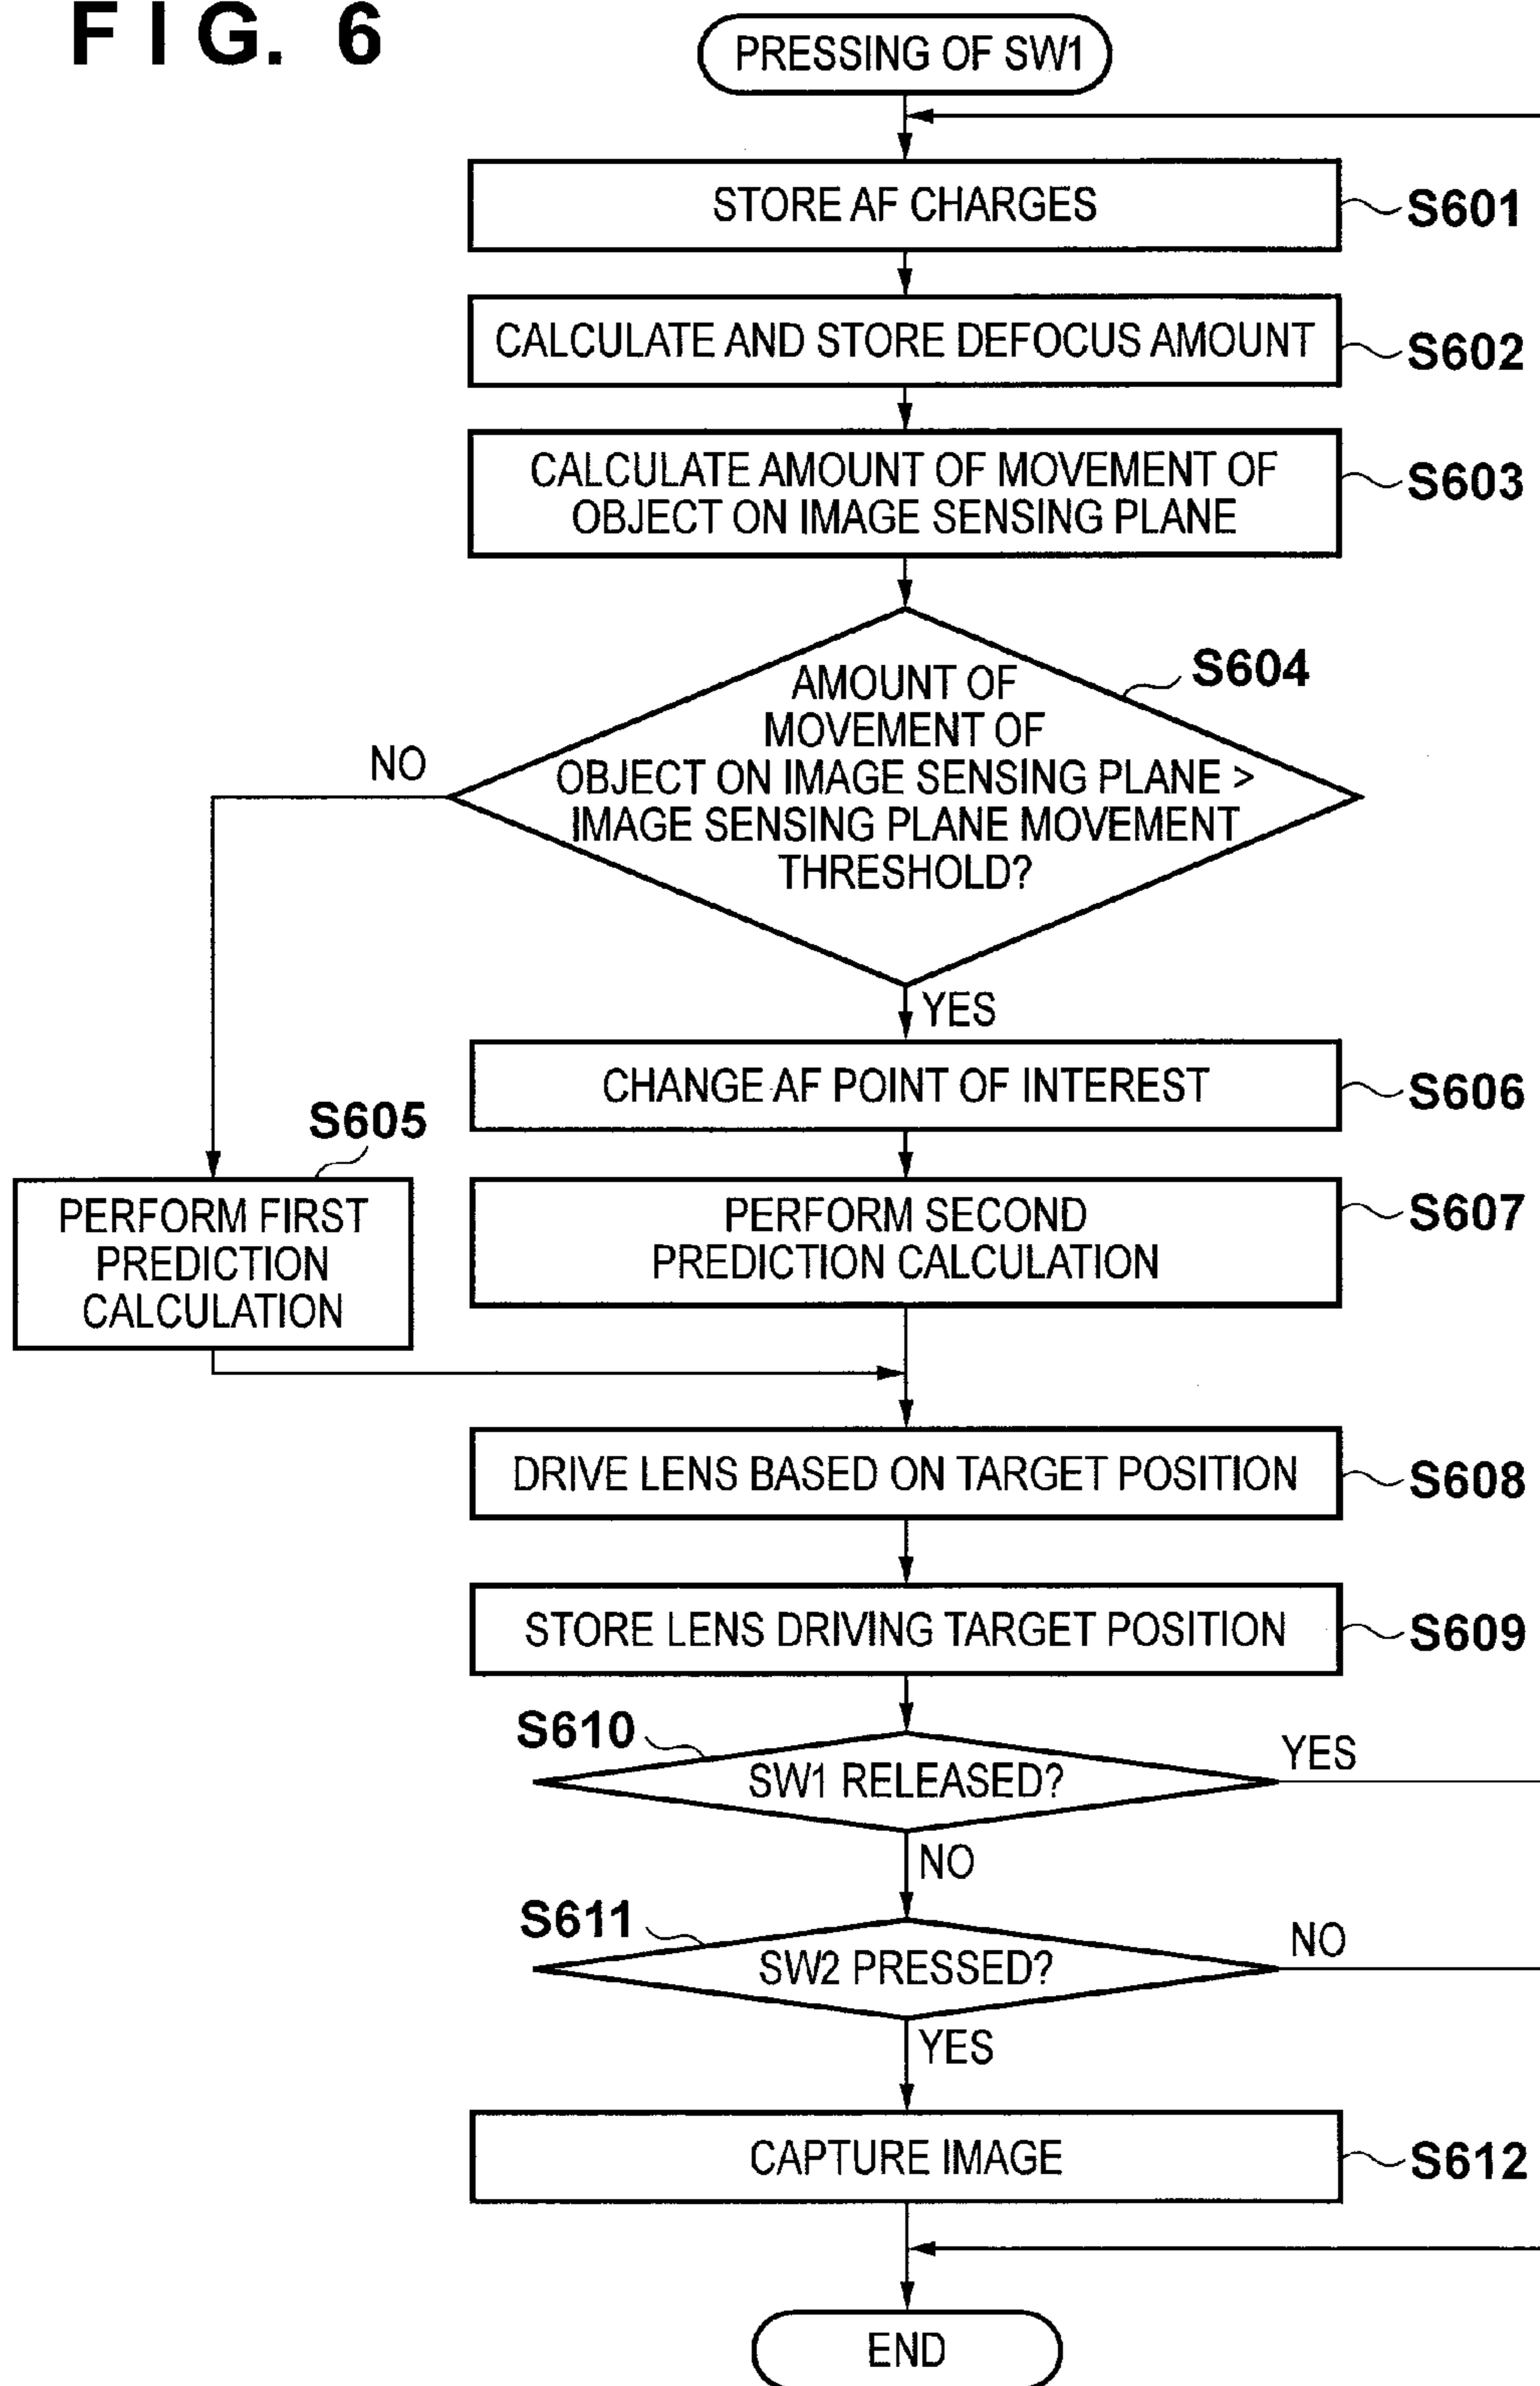 FIG. 6
PRESSING OF SW1
STORE AF CHARGES
S601
CALCULATE AND STORE DEFOCUS AMOUNT
S602
CALCULATE AMOUNT OF MOVEMENT OF
OBJECT ON IMAGE SENSING PLANE
S603
S604
AMOUNT OF
MOVEMENT OF
OBJECT ON IMAGE SENSING PLANE >
IMAGE SENSING PLANE MOVEMENT
THRESHOLD?
NO
YES
CHANGE AF POINT OF INTEREST
S606
S605
PERFORM FIRST
PREDICTION
CALCULATION
PERFORM SECOND
PREDICTION CALCULATION
S607
DRIVE LENS BASED ON TARGET POSITION
S608
STORE LENS DRIVING TARGET POSITION
S609
S610
SW1 RELEASED?
YES
NO
S611
SW2 PRESSED?
NO
YES
CAPTURE IMAGE
S612
END